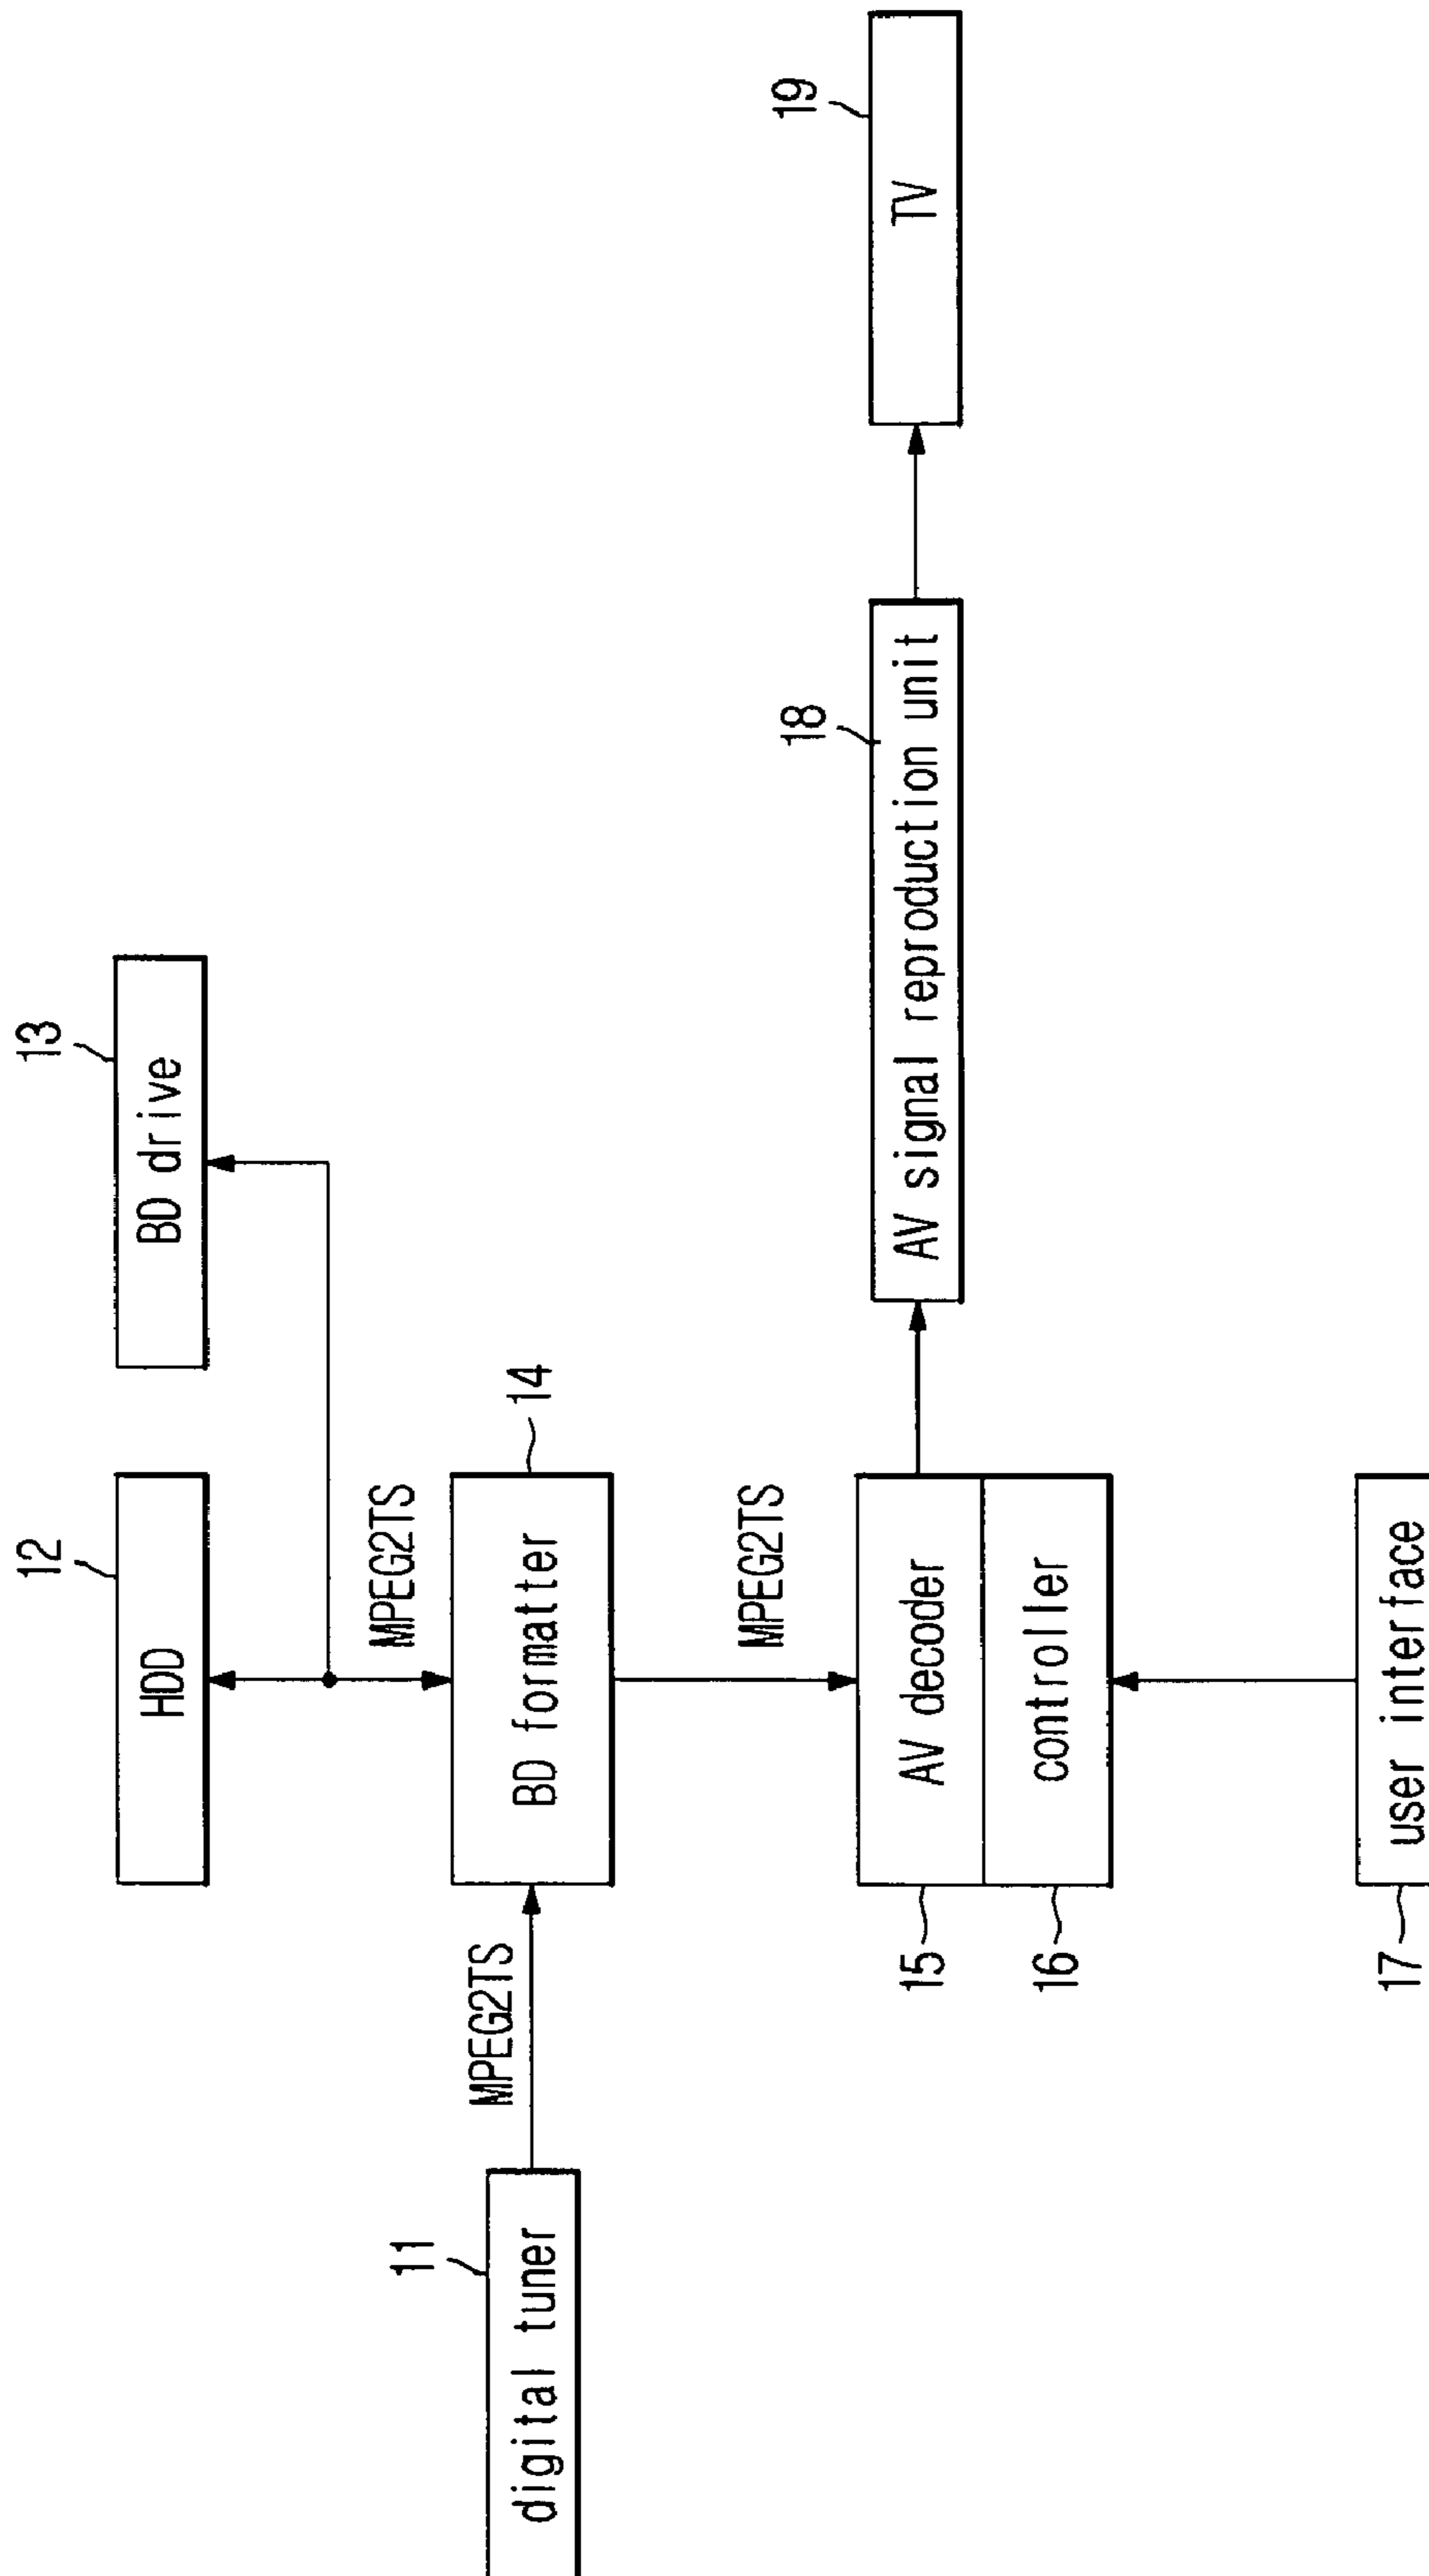 12
13
HDD
BD drive
MPEG2TS
11
MPEG2TS
14
digital tuner
BD formatter
MPEG2TS
18
19
15
AV decoder
AV signal reproduction unit
TV
16
controller
17
user interface